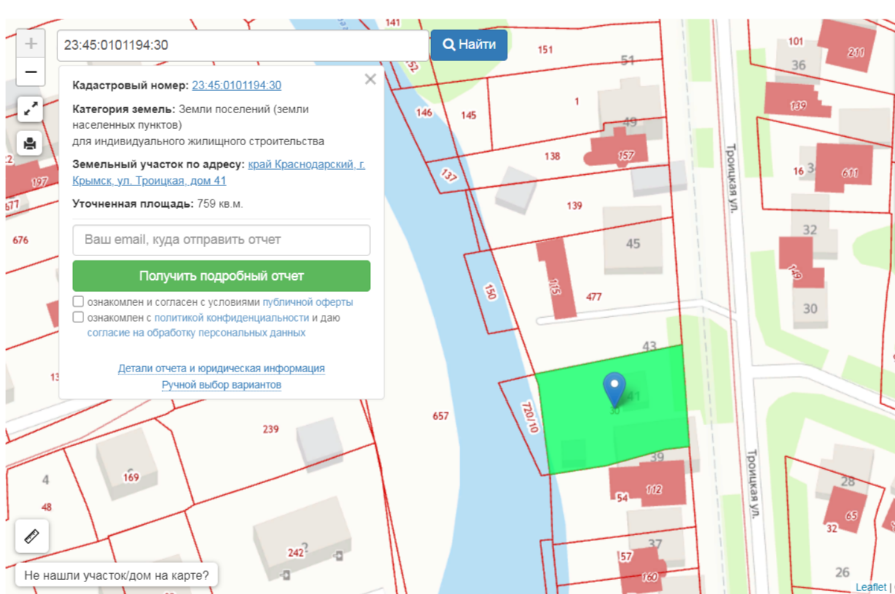 23:45:0101194:30
Найти
Кадастровый номер: 23:45:0101194:30
Категория земель: Земли поселений (земли
населенных пунктов)
для индивидуального жилищного строительства
Земельный участок по адресу: край Краснодарский, г.
Крымск, ул. Троицкая, дом 41
Уточненная площадь: 759 кв.м.
Ваш email, куда отправить отчет
Получить подробный отчет
ознакомлен и согласен с условиями публичной оферты
ознакомлен с политикой конфиденциальности и даю
согласие на обработку персональных данных
Детали отчета и юридическая информация
Ручной выбор вариантов
Не нашли участок/дом на карте?
141
151
51
101
36
211
139
146
145
1
49
157
138
137
139
Троицкая ул.
16
611
32
45
30
150
115
477
43
197
677
676
657
720/10
39
54
112
37
57
160
239
169
4
48
242
Троицкая ул.
28
65
32
26
Leaflet |